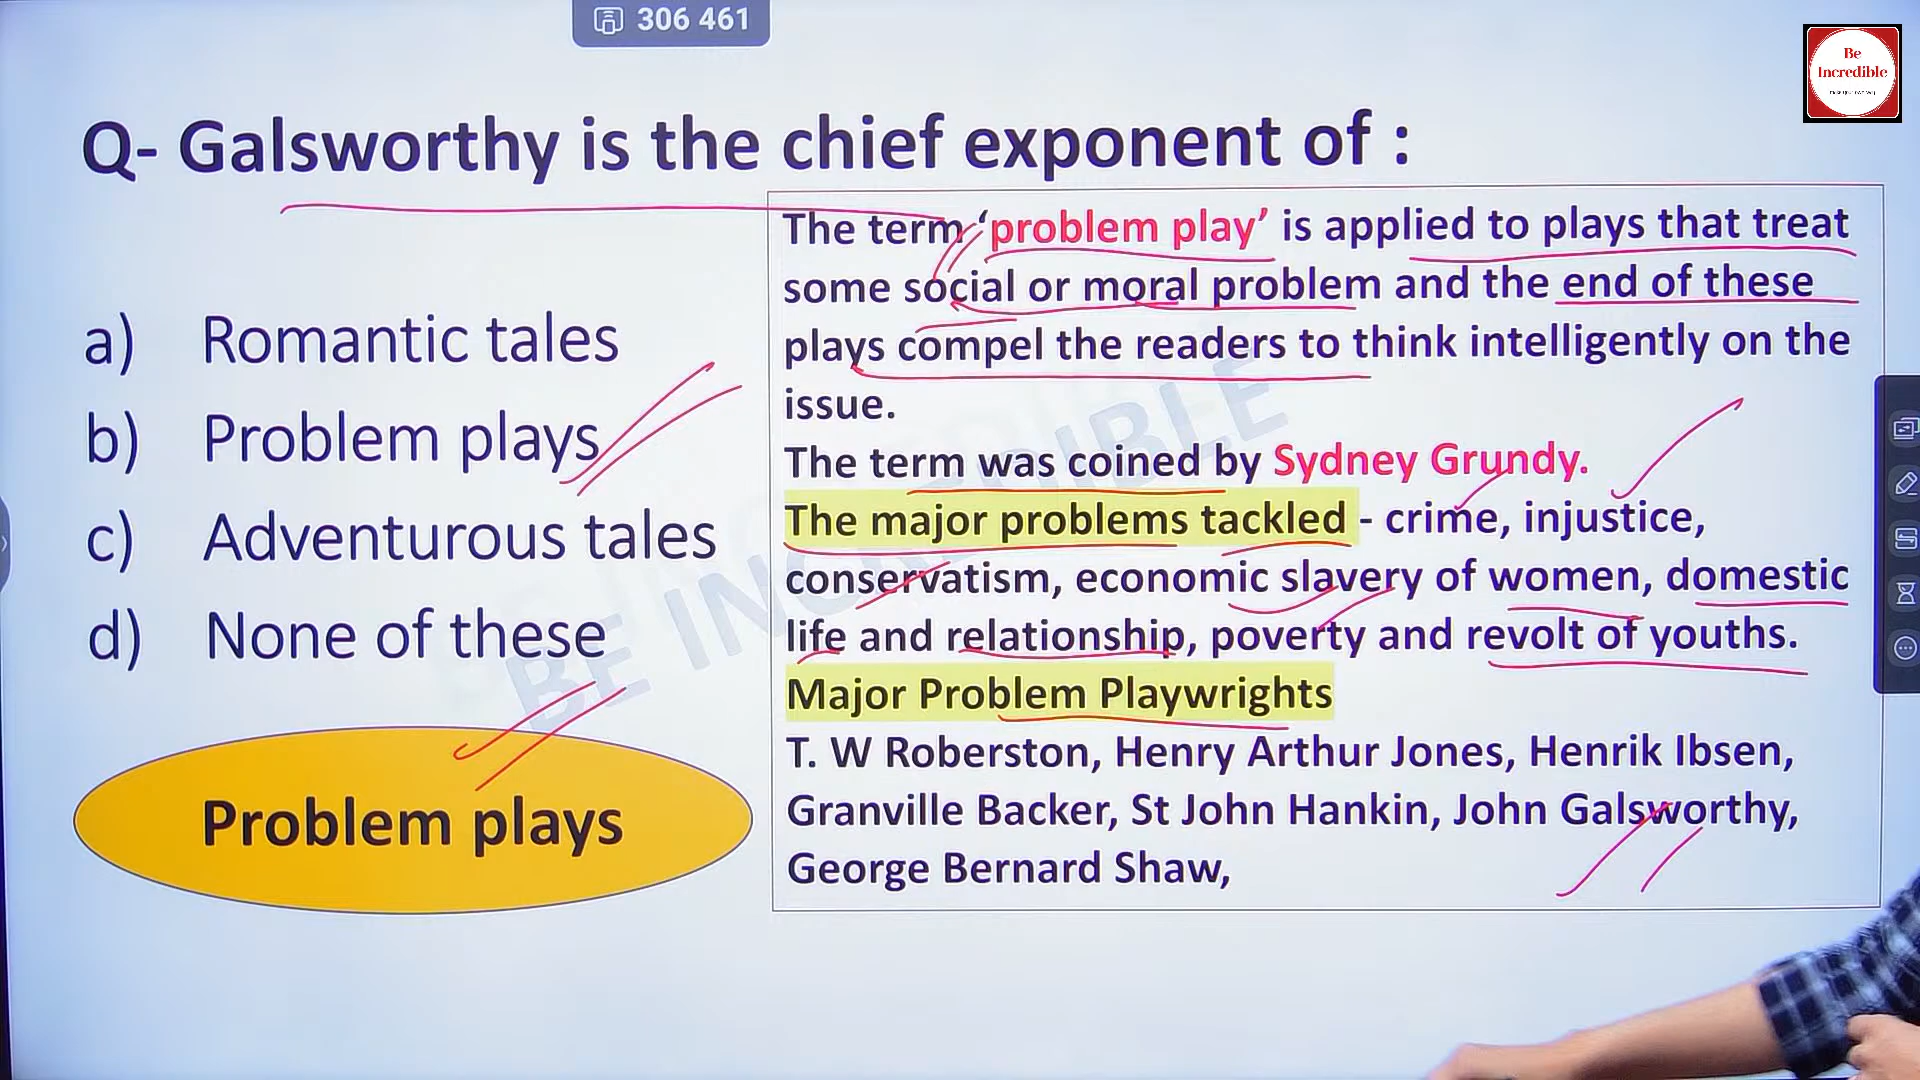 306 461
Be
Incredible
Q- Galsworthy is the chief exponent of :
a) Romantic tales
b) Problem plays
c) Adventurous tales
d) None of these
Problem plays
The term ‘problem play’ is applied to plays that treat
some social or moral problem and the end of these
plays compel the readers to think intelligently on the
issue.
The term was coined by Sydney Grundy.
The major problems tackled - crime, injustice,
conservatism, economic slavery of women, domestic
life and relationship, poverty and revolt of youths.
Major Problem Playwrights
T. W Roberston, Henry Arthur Jones, Henrik Ibsen,
Granville Backer, St John Hankin, John Galsworthy,
George Bernard Shaw,
BE INCREDIBLE